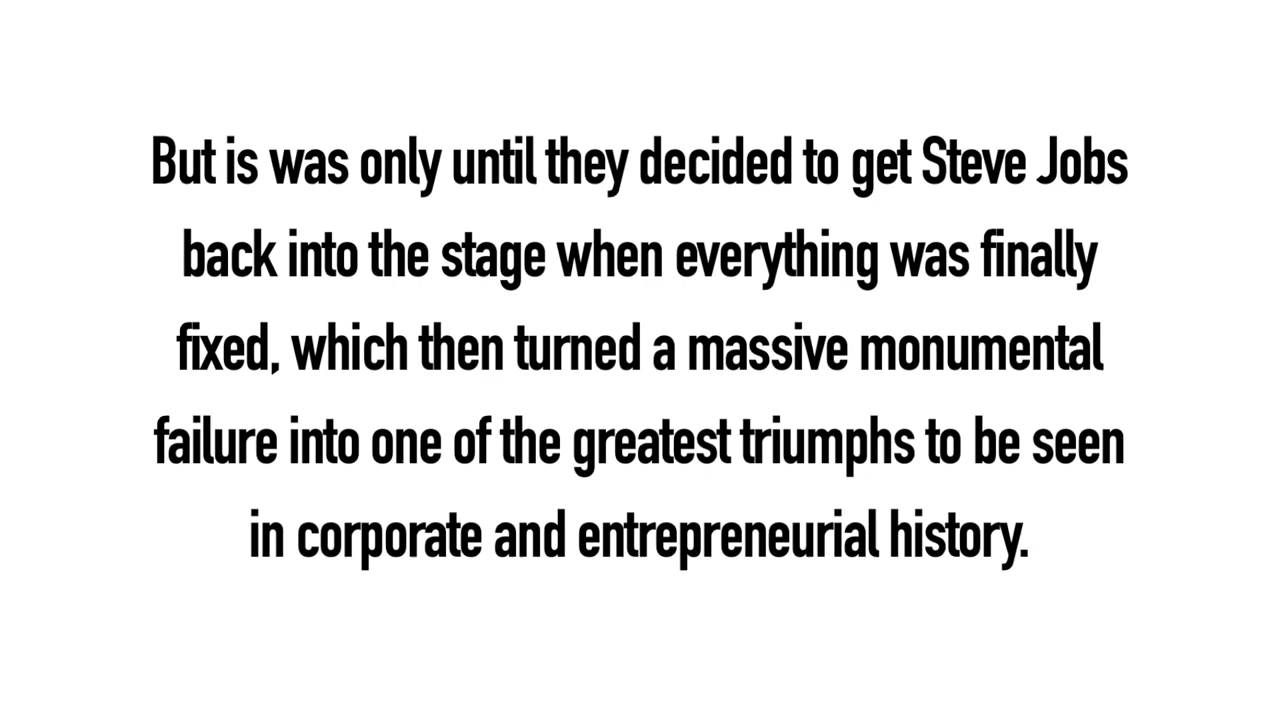 But is was only until they decided to get Steve Jobs
back into the stage when everything was finally
fixed, which then turned a massive monumental
failure into one of the greatest triumphs to be seen
in corporate and entrepreneurial history.